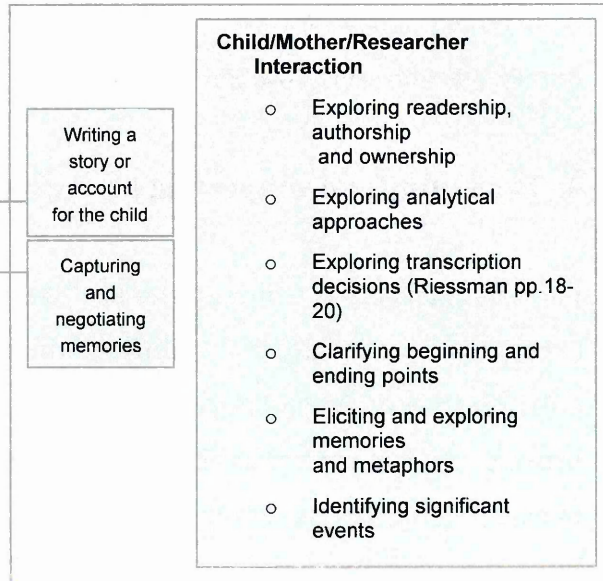 Writing a
story or
account
for the child
Capturing
and
negotiating
memories
Child/Mother/Researcher
Interaction
o Exploring readership,
authorship
and ownership
o Exploring analytical
approaches
o Exploring transcription
decisions (Riessman pp.18-
20)
o Clarifying beginning and
ending points
o Eliciting and exploring
memories
and metaphors
o Identifying significant
events